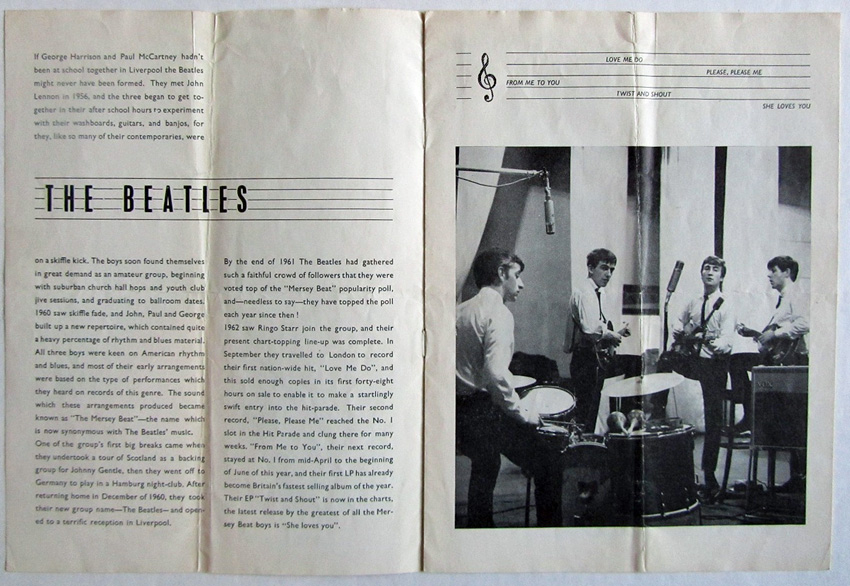 If George Harrison and Paul McCartney hadn't
been at school together in Liverpool the Beatles
might never have been formed. They met John
Lennon in 1956, and the three began to get to-
gether in their after school hours to experiment
with their washboards, guitars, and banjos, for
they, like so many of their contemporaries, were
THE BEATLES
on a skiffle kick. The boys soon found themselves
in great demand as an amateur group, beginning
with suburban church hall hops and youth club
jive sessions, and graduating to ballroom dates.
1960 saw skiffle fade, and John, Paul and George
built up a new repertoire, which contained quite
a heavy percentage of rhythm and blues material.
All three boys were keen on American rhythm
and blues, and most of their early arrangements
were based on the type of performances which
they heard on records of this genre. The sound
which these arrangements produced became
known as "The Mersey Beat"—the name which
is now synonymous with The Beatles' music.
One of the group's first big breaks came when
they undertook a tour of Scotland as a backing
group for Johnny Gentle, then they went off to
Germany to play in a Hamburg night-club. After
returning home in December of 1960, they took
their new group name—The Beatles—and open-
ed to a terrific reception in Liverpool.
By the end of 1961 The Beatles had gathered
such a faithful crowd of followers that they were
voted top of the "Mersey Beat" popularity poll,
and—needless to say—they have topped the poll
each year since then!
1962 saw Ringo Starr join the group, and their
present chart-topping line-up was complete. In
September they travelled to London to record
their first nation-wide hit, "Love Me Do", and
this sold enough copies in its first forty-eight
hours on sale to enable it to make a startlingly
swift entry into the hit-parade. Their second
record, "Please, Please Me" reached the No. 1
slot in the Hit Parade and clung there for many
weeks. "From Me to You", their next record,
stayed at No. 1 from mid-April to the beginning
of June of this year, and their first LP has already
become Britain's fastest selling album of the year.
Their EP "Twist and Shout" is now in the charts,
the latest release by the greatest of all the Mer-
sey Beat boys is "She loves you".
LOVE ME DO
PLEASE, PLEASE ME
FROM ME TO YOU
TWIST AND SHOUT
SHE LOVES YOU